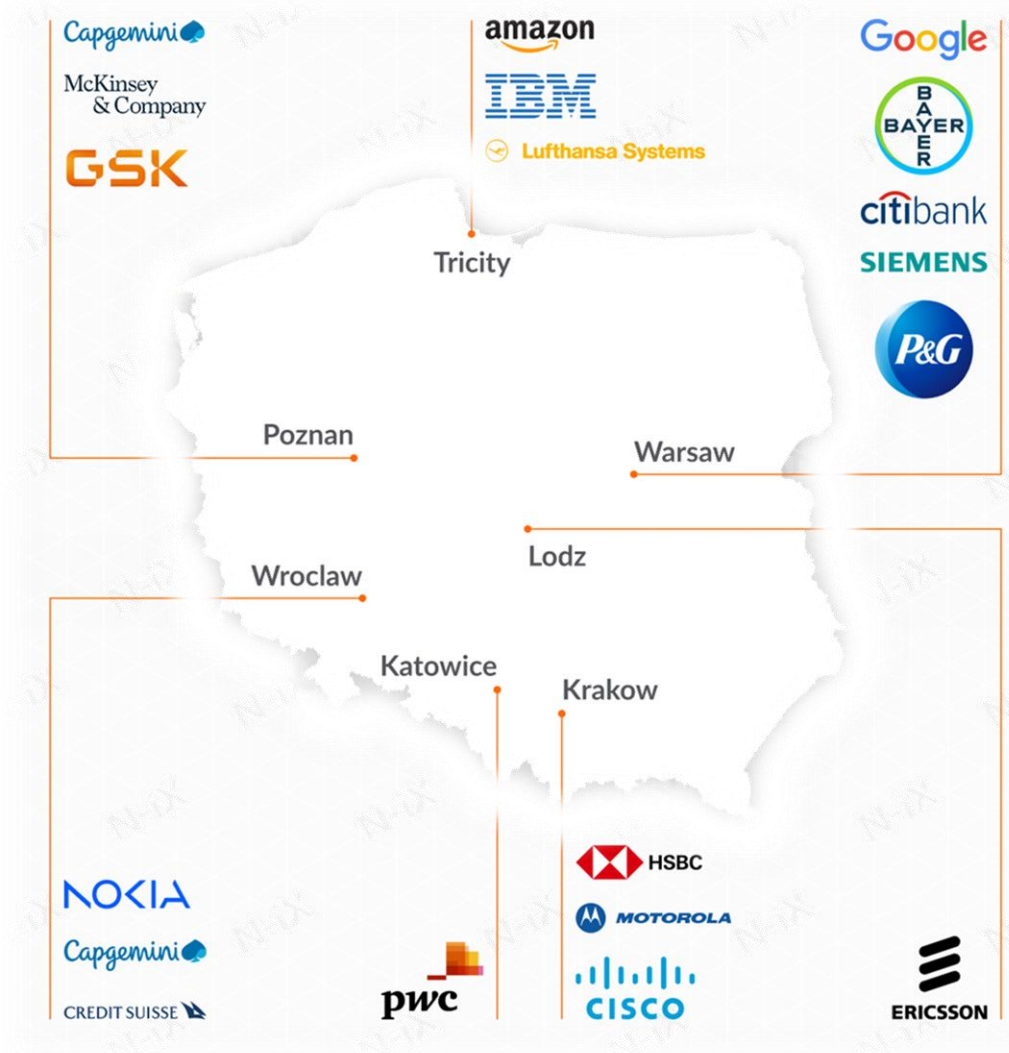 Capgemini
McKinsey
& Company
GSK
amazon
IBM
Lufthansa Systems
Google
BAYER
BAYER
citibank
SIEMENS
P&G
Tricity
Poznan
Warsaw
Lodz
Wroclaw
Katowice
Krakow
NOKIA
Capgemini
CREDIT SUISSE
pwc
HSBC
MOTOROLA
CISCO
ERICSSON
N-iX